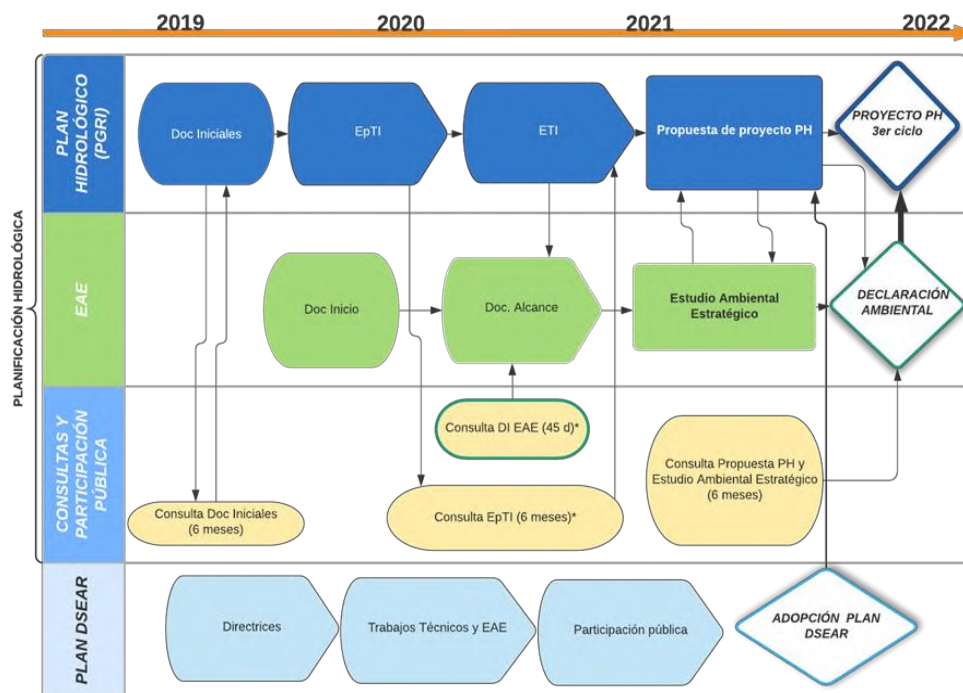 2019 2020 2021 2022
PLANIFICACIÓN HIDROLÓGICA
PLAN
HIDROLÓGICO
(PGRI)
Doc Iniciales
EpTI
ETI
Propuesta de proyecto PH
PROYECTO PH
3er ciclo
EAE
Doc Inicio
Doc. Alcance
Estudio Ambiental
Estratégico
DECLARACIÓN
AMBIENTAL
CONSULTAS Y
PARTICIPACIÓN
PÚBLICA
Consulta Doc Iniciales
(6 meses)
Consulta DI EAE (45 d)*
Consulta EpTI (6 meses)*
Consulta Propuesta PH y
Estudio Ambiental Estratégico
(6 meses)
PLAN DSEAR
Directrices
Trabajos Técnicos y EAE
Participación pública
ADOPCIÓN PLAN
DSEAR